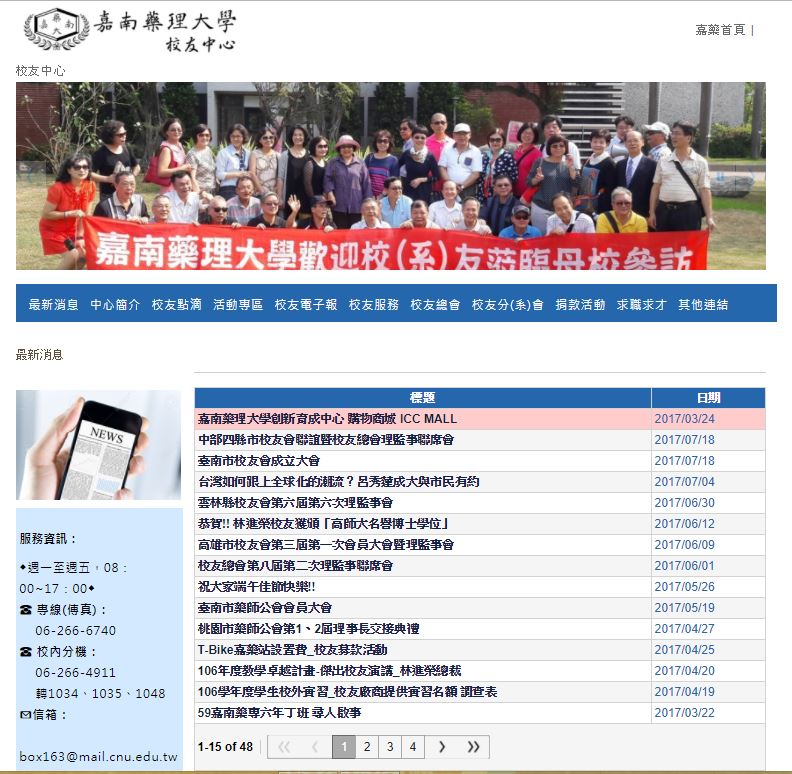 嘉南藥理大學
校友中心
嘉藥首頁 |
校友中心
嘉南藥理大學歡迎校(系)友蒞臨母校參訪
最新消息 中心簡介 校友點滴 活動專區 校友電子報 校友服務 校友總會 校友分(系)會 捐款活動 求職求才 其他連結
最新消息
NEWS
服務資訊：
◆週一至週五，08：
00~17：00◆
☎ 專線(傳真)：
06-266-6740
☎ 校內分機：
06-266-4911
轉1034、1035、1048
✉信箱：
box163@mail.cnu.edu.tw
標題 日期
嘉南藥理大學創新育成中心 購物商城 ICC MALL 2017/03/24
中部四縣市校友會聯誼暨校友總會理監事聯席會 2017/07/18
臺南市校友會成立大會 2017/07/18
台灣如何跟上全球化的潮流？呂秀蓮成大與市民有約 2017/07/04
雲林縣校友會第六屆第六次理監事會 2017/06/30
恭賀!! 林進榮校友獲頒「高師大名譽博士學位」 2017/06/12
高雄市校友會第三屆第一次會員大會暨理監事會 2017/06/09
校友總會第八屆第二次理監事聯席會 2017/06/01
祝大家端午佳節快樂!! 2017/05/26
臺南市藥師公會會員大會 2017/05/19
桃園市藥師公會第1、2屆理事長交接典禮 2017/04/27
T-Bike嘉藥站設置費_校友募款活動 2017/04/25
106年度教學卓越計畫-傑出校友演講_林進榮總裁 2017/04/20
106學年度學生校外實習_校友廠商提供實習名額 調查表 2017/04/19
59嘉南藥專六年丁班 尋人啟事 2017/03/22
1-15 of 48 1 2 3 4